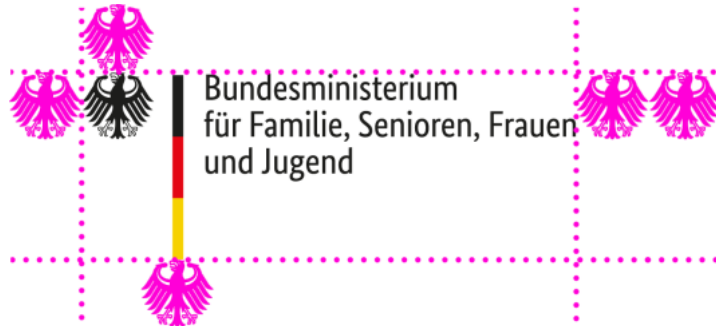 Bundesministerium
für Familie, Senioren, Frauen
und Jugend